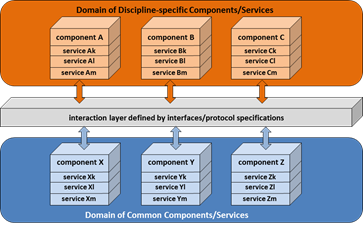 Domain of Discipline-specific Components/Services
component A
service Ak
service Al
service Am
component B
service Bk
service Bl
service Bm
component C
service Ck
service Cl
service Cm
interaction layer defined by interfaces/protocol specifications
component X
service Xk
service Xl
service Xm
component Y
service Yk
service Yl
service Ym
component Z
service Zk
service Zl
service Zm
Domain of Common Components/Services